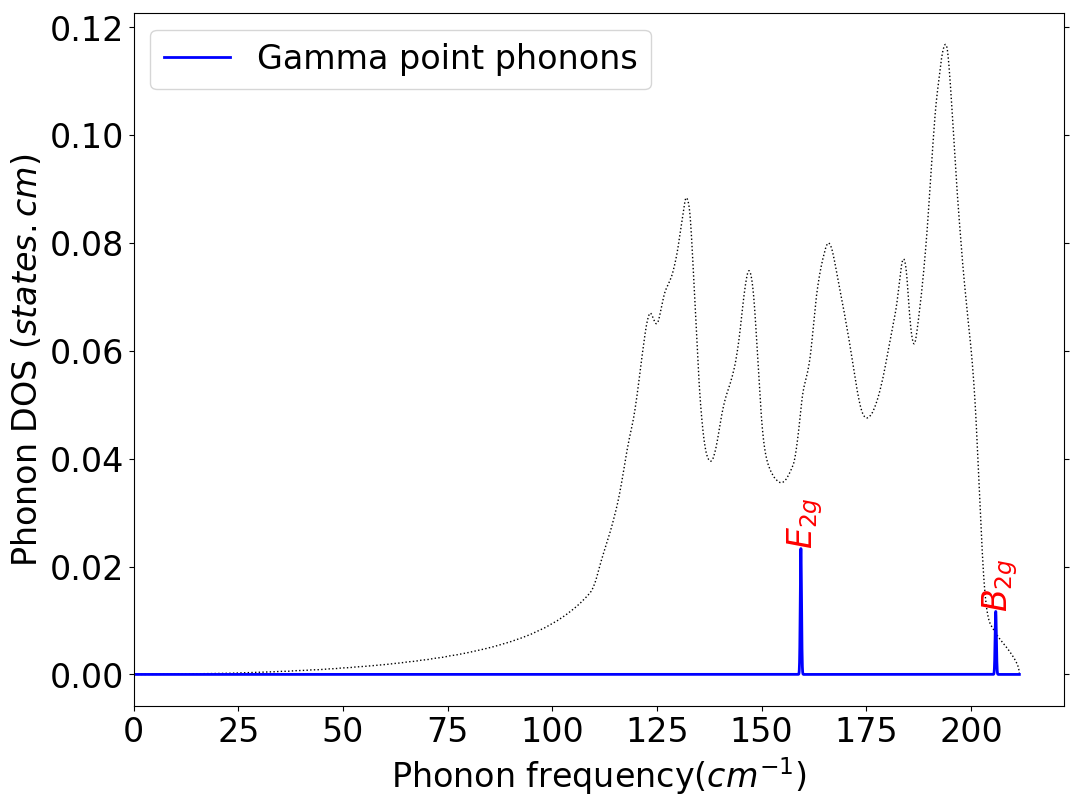 Gamma point phonons
0.12
0.10
0.08
0.06
0.04
0.02
0.00
Phonon DOS (states.cm)
E₂g
B₂g
0 25 50 75 100 125 150 175 200
Phonon frequency(cm⁻¹)